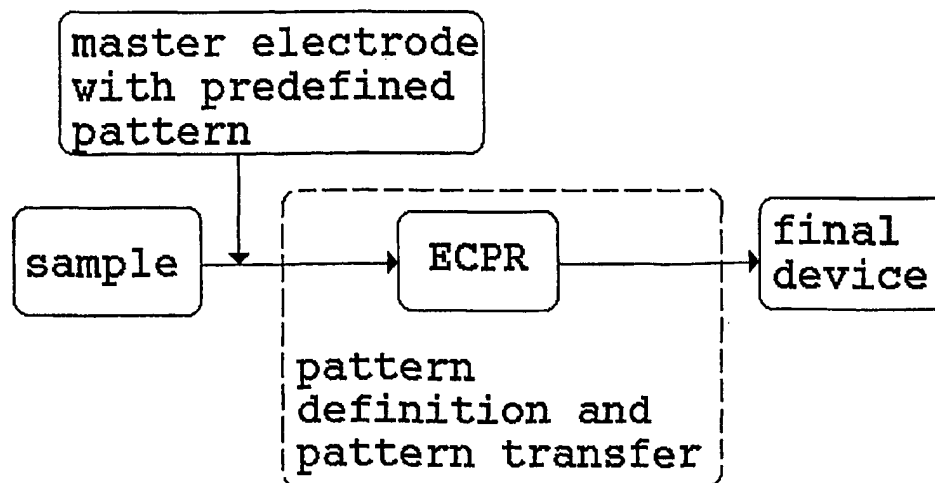 master electrode
with predefined
pattern
sample
ECPR
final
device
pattern
definition and
pattern transfer